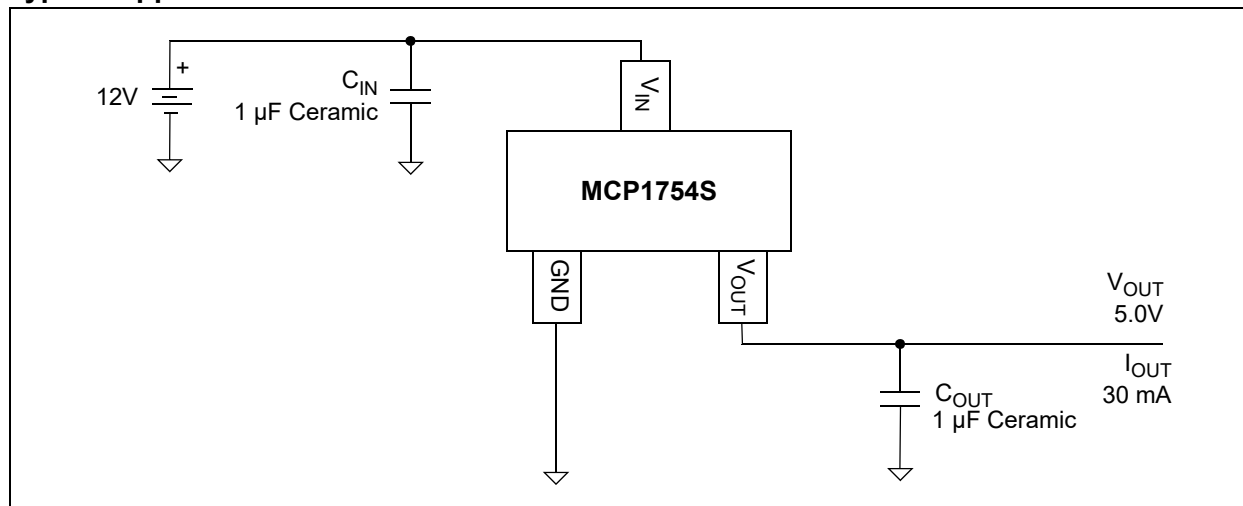 +
12V
C_IN
1 µF Ceramic
V_IN
MCP1754S
GND
V_OUT
V_OUT
5.0V
I_OUT
30 mA
C_OUT
1 µF Ceramic